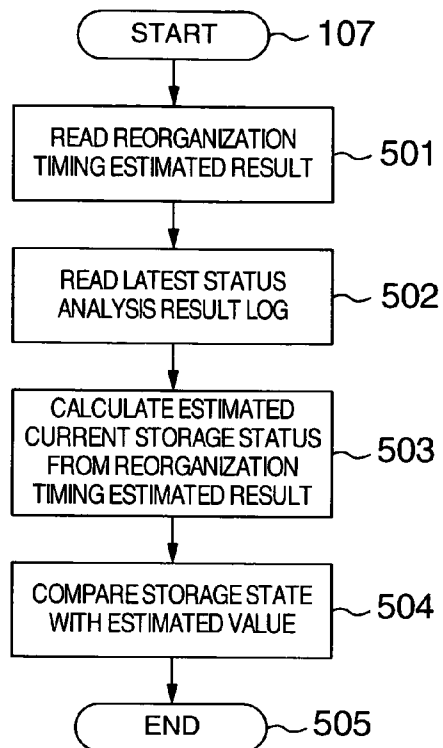 START
107
READ REORGANIZATION
TIMING ESTIMATED RESULT
501
READ LATEST STATUS
ANALYSIS RESULT LOG
502
CALCULATE ESTIMATED
CURRENT STORAGE STATUS
FROM REORGANIZATION
TIMING ESTIMATED RESULT
503
COMPARE STORAGE STATE
WITH ESTIMATED VALUE
504
END
505